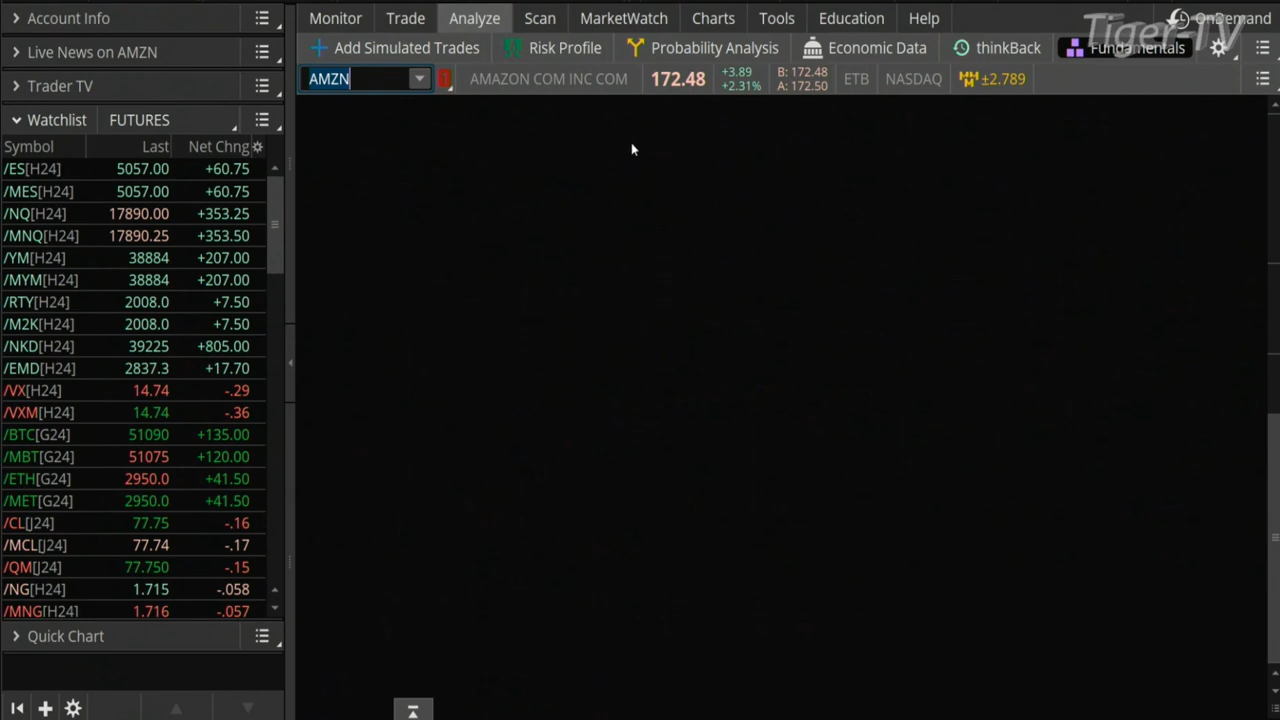 Account Info
Live News on AMZN
Trader TV
Watchlist FUTURES
Symbol Last Net Chng
/ES[H24] 5057.00 +60.75
/MES[H24] 5057.00 +60.75
/NQ[H24] 17890.00 +353.25
/MNQ[H24] 17890.25 +353.50
/YM[H24] 38884 +207.00
/MYM[H24] 38884 +207.00
/RTY[H24] 2008.0 +7.50
/M2K[H24] 2008.0 +7.50
/NKD[H24] 39225 +805.00
/EMD[H24] 2837.3 +17.70
/VX[H24] 14.74 -.29
/VXM[H24] 14.74 -.36
/BTC[G24] 51090 +135.00
/MBT[G24] 51075 +120.00
/ETH[G24] 2950.0 +41.50
/MET[G24] 2950.0 +41.50
/CL[J24] 77.75 -.16
/MCL[J24] 77.74 -.17
/QM[J24] 77.750 -.15
/NG[H24] 1.715 -.058
/MNG[H24] 1.716 -.057
Quick Chart
Monitor Trade Analyze Scan MarketWatch Charts Tools Education Help OnDemand
Tiger-TV
Add Simulated Trades Risk Profile Probability Analysis Economic Data thinkBack Fundamentals
AMZN AMAZON COM INC COM 172.48 +3.89 B: 172.48 ETB NASDAQ ±2.789
+2.31% A: 172.50